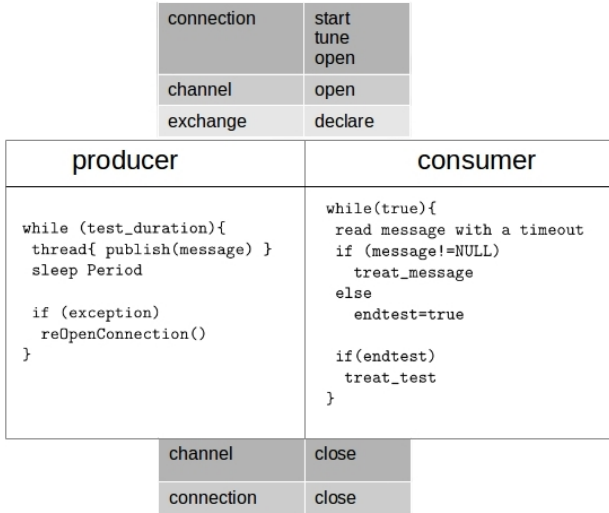 connection start
tune
open
channel open
exchange declare
producer
while (test_duration){
thread{ publish(message) }
sleep Period
if (exception)
reOpenConnection()
}
consumer
while(true){
read message with a timeout
if (message!=NULL)
treat_message
else
endtest=true
if(endtest)
treat_test
}
channel close
connection close